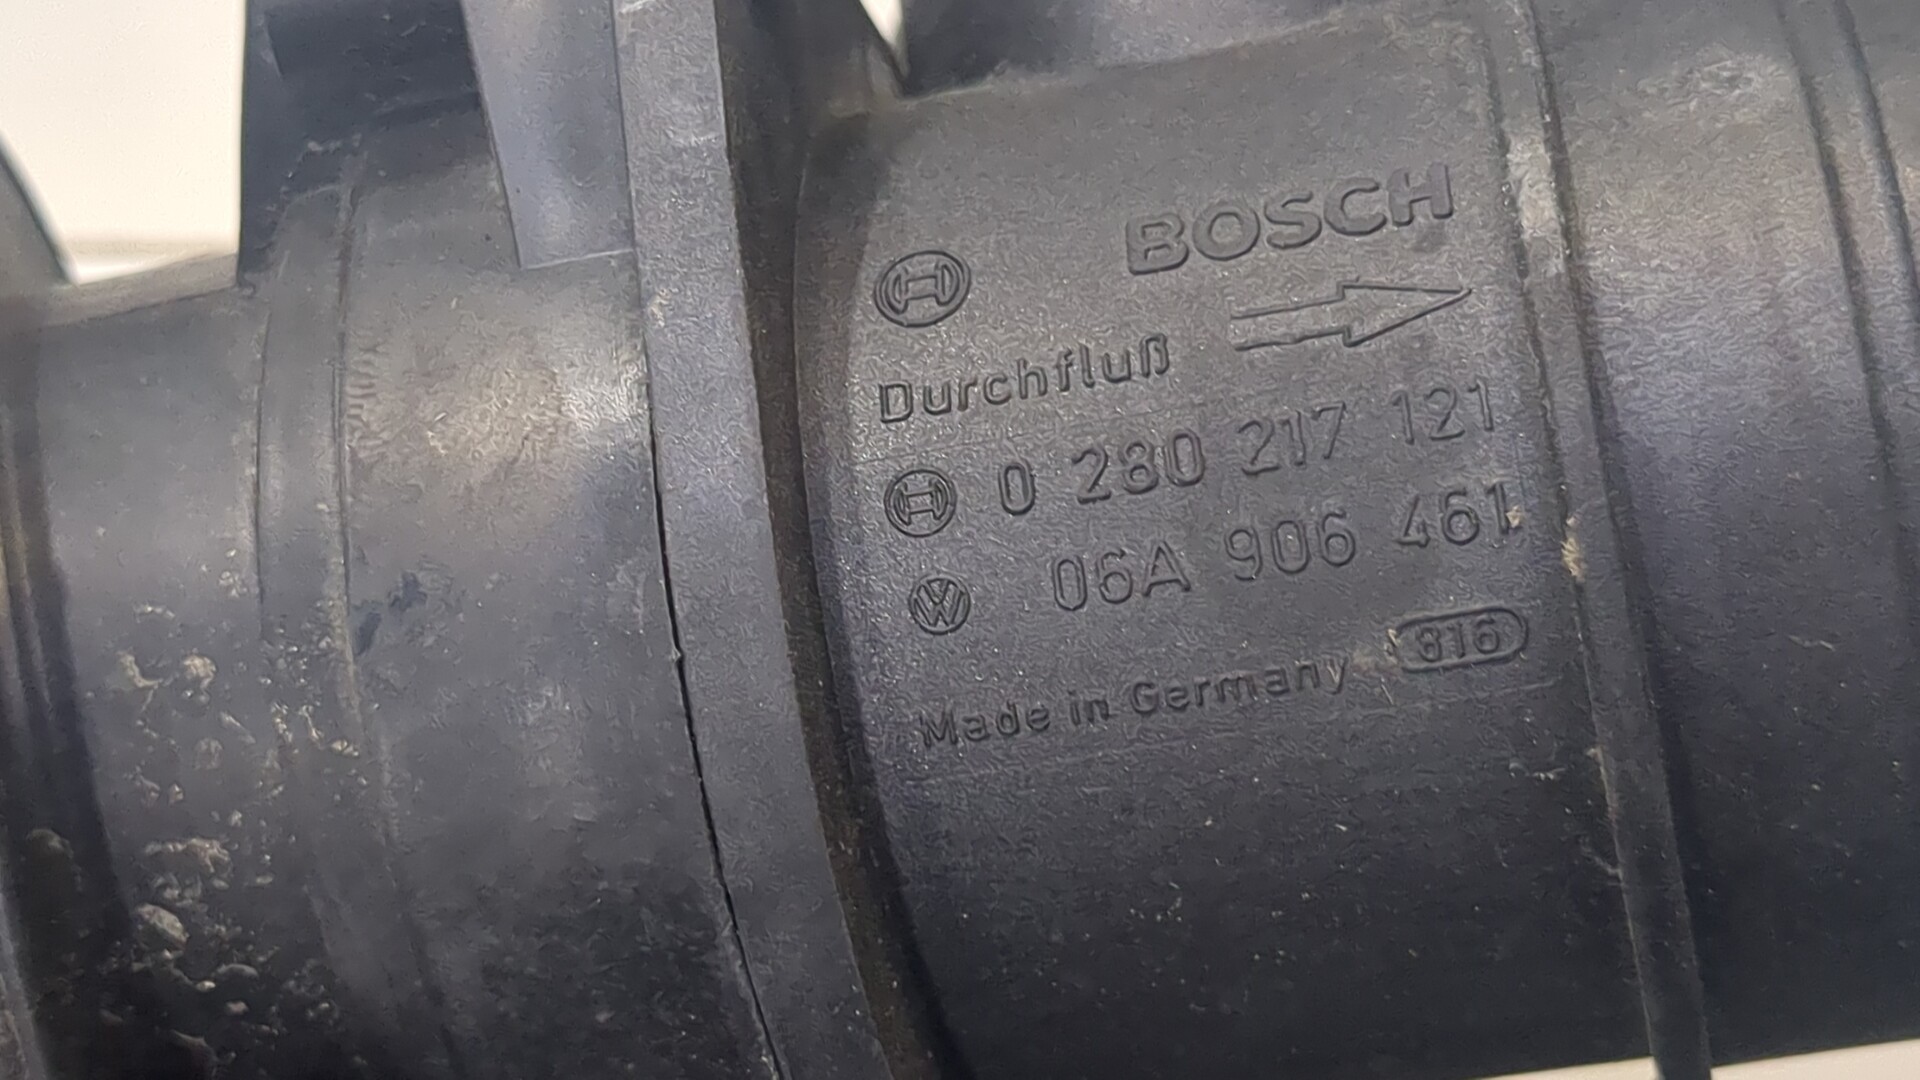 BOSCH
Durchfluß
0 280 217 121
06A 906 461
Made in Germany 816